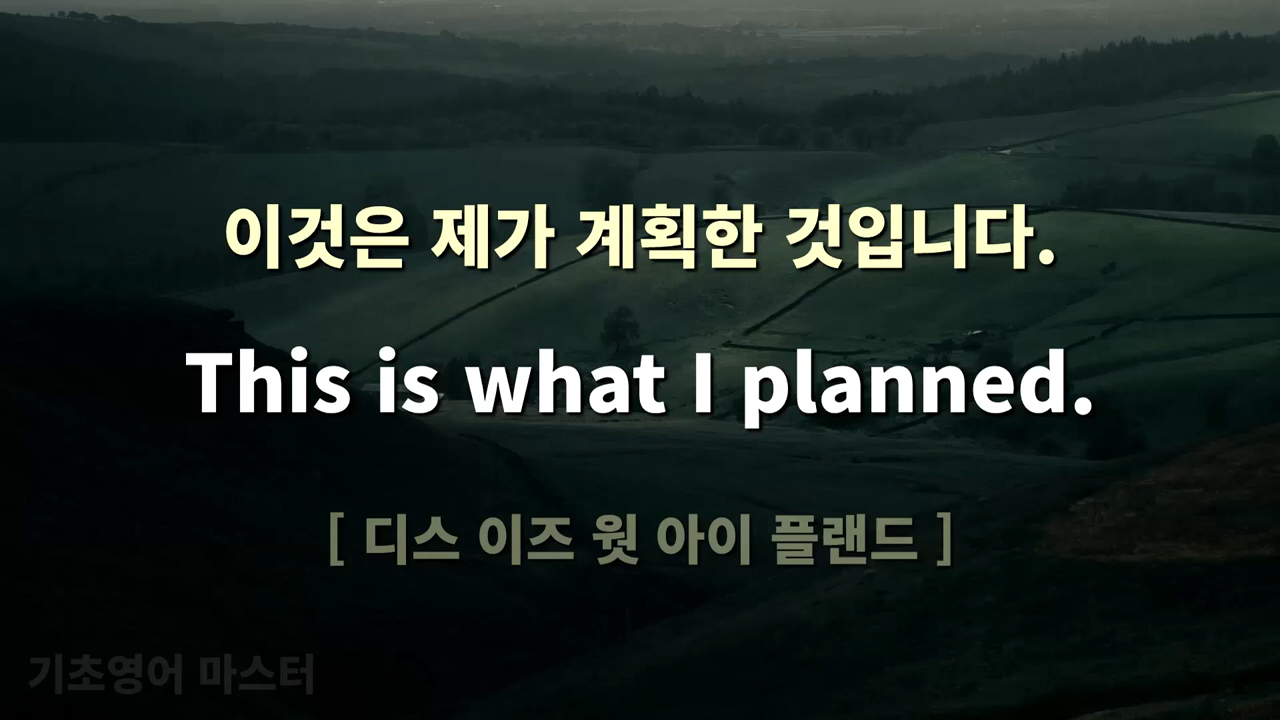 이것은 제가 계획한 것입니다.
This is what I planned.
[ 디스 이즈 윗 아이 플랜드 ]
기초영어 마스터